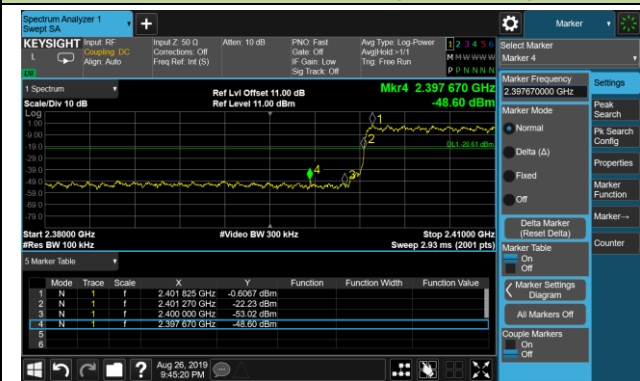 Spectrum Analyzer 1
Swept SA
+
Marker
KEYSIGHT
L
Input: RF
Coupling: DC
Align: Auto
Input Z: 50 Ω
Corrections: Off
Freq Ref: Int (S)
Atten: 10 dB
PNO: Fast
Gate: Off
IF Gain: Low
Sig Track: Off
Avg Type: Log-Power
Avg|Hold:>1/1
Trig: Free Run
1 2 3 4 5 6
M W W W W W
P P N N N N
Select Marker
Marker 4
1 Spectrum
Scale/Div 10 dB
Ref Lvl Offset 11.00 dB
Ref Level 11.00 dBm
Mkr4 2.397 670 GHz
-48.60 dBm
Log
1.00
-9.00
-19.0
-29.0
-39.0
-49.0
-59.0
-69.0
-79.0
1
2
3
4
DL1 -20.61 dBm
Start 2.38000 GHz
#Res BW 100 kHz
#Video BW 300 kHz
Stop 2.41000 GHz
Sweep 2.93 ms (2001 pts)
Marker Frequency
2.397670000 GHz
Marker Mode
Normal
Delta (Δ)
Fixed
Off
Delta Marker
(Reset Delta)
Marker Table
On
Off
Marker Settings
Diagram
All Markers Off
Couple Markers
On
Off
Settings
Peak
Search
Pk Search
Config
Properties
Marker
Function
Marker→
Counter
5 Marker Table
Mode Trace Scale X Y Function Function Width Function Value
1 N 1 f 2.401 825 GHz -0.6067 dBm
2 N 1 f 2.401 270 GHz -22.23 dBm
3 N 1 f 2.400 000 GHz -53.02 dBm
4 N 1 f 2.397 670 GHz -48.60 dBm
5
6
?
Aug 26, 2019
9:45:20 PM